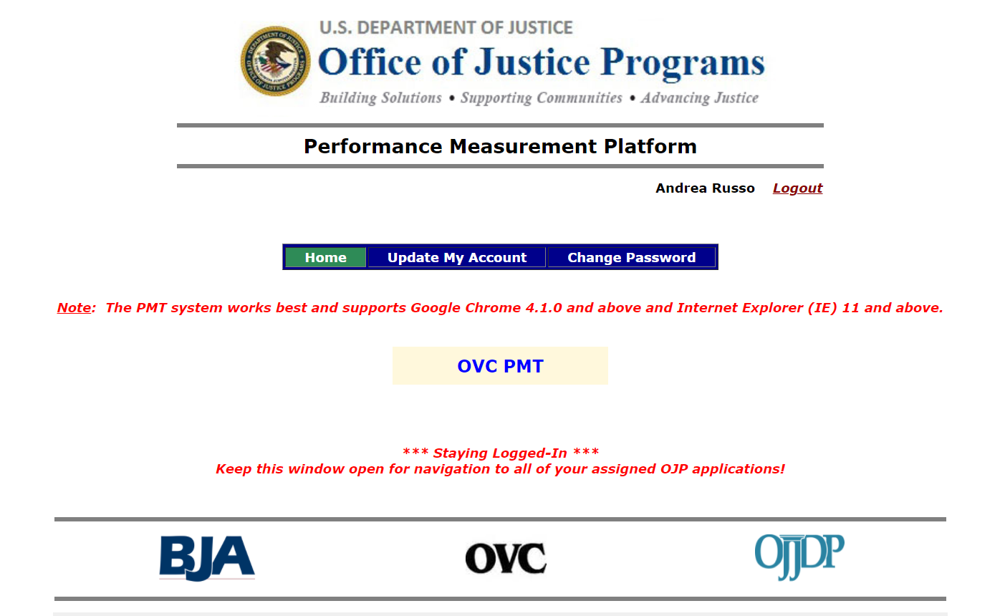 U.S. DEPARTMENT OF JUSTICE
Office of Justice Programs
Building Solutions • Supporting Communities • Advancing Justice
Performance Measurement Platform
Andrea Russo Logout
Home Update My Account Change Password
Note: The PMT system works best and supports Google Chrome 4.1.0 and above and Internet Explorer (IE) 11 and above.
OVC PMT
*** Staying Logged-In ***
Keep this window open for navigation to all of your assigned OJP applications!
BJA OVC OJJDP